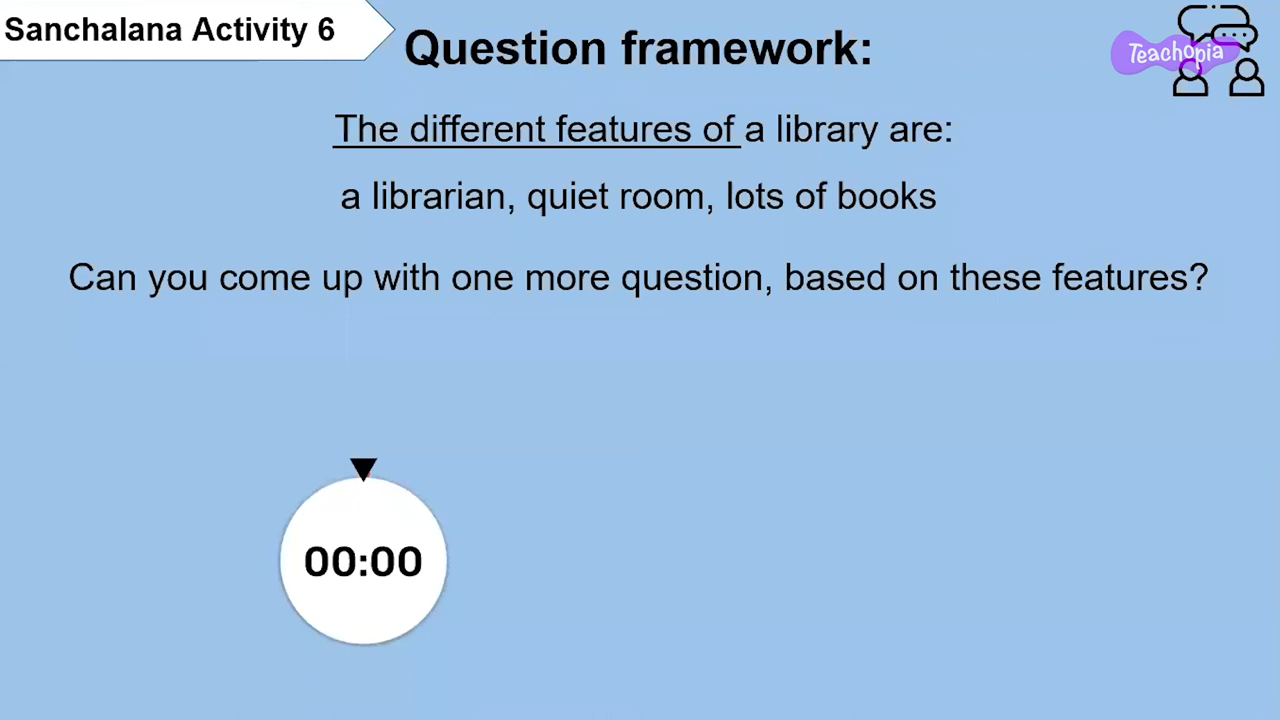 Sanchalana Activity 6
Question framework:
Teachopia
The different features of a library are:
a librarian, quiet room, lots of books
Can you come up with one more question, based on these features?
00:00